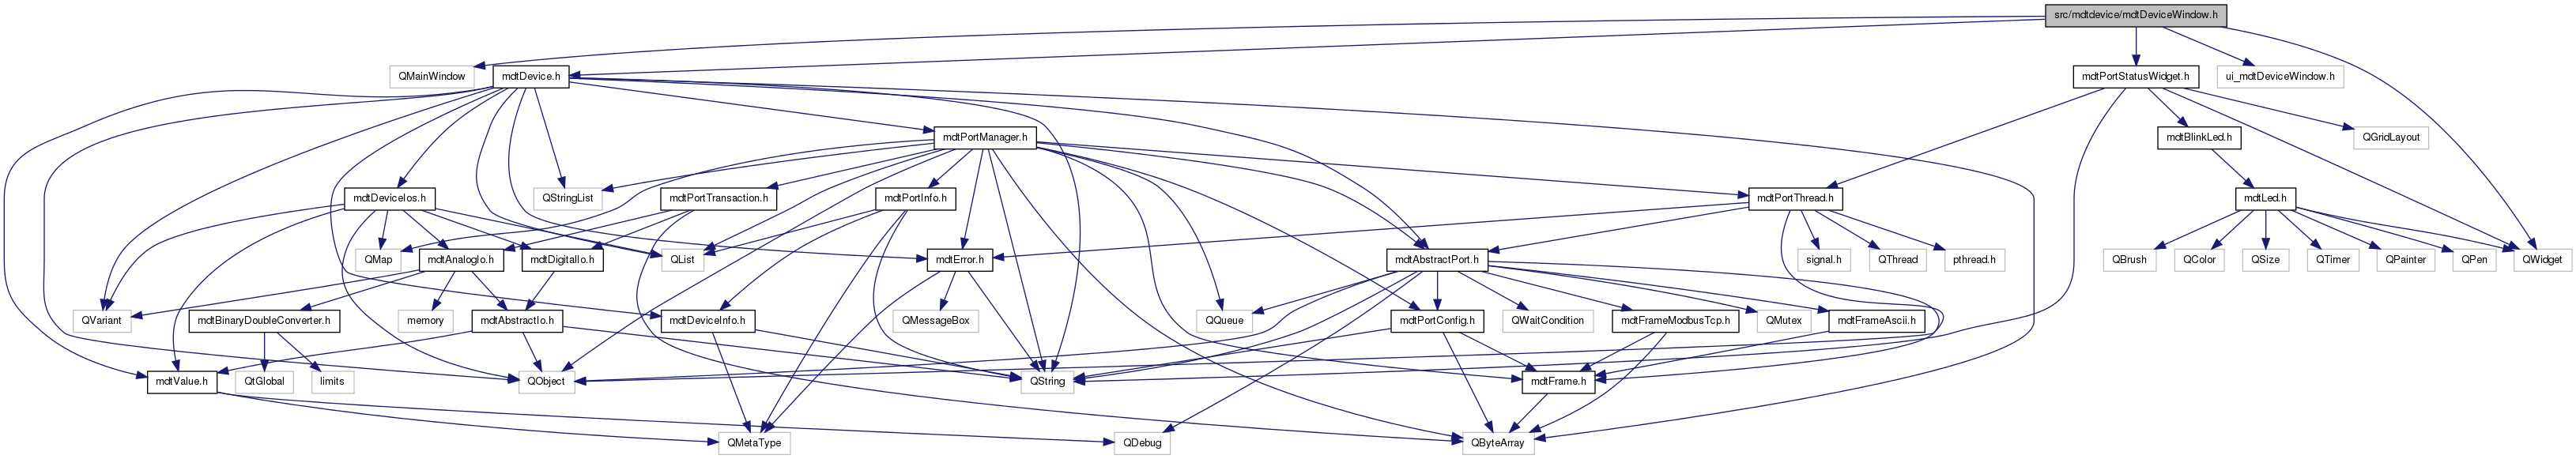 src/mdtdevice/mdtDeviceWindow.h
QMainWindow
mdtDevice.h
mdtPortStatusWidget.h
ui_mdtDeviceWindow.h
mdtPortManager.h
mdtBlinkLed.h
QGridLayout
mdtDeviceIos.h
QStringList
mdtPortTransaction.h
mdtPortInfo.h
mdtPortThread.h
mdtLed.h
QMap
mdtAnalogIo.h
mdtDigitalIo.h
QList
mdtError.h
mdtAbstractPort.h
signal.h
QThread
pthread.h
QBrush
QColor
QSize
QTimer
QPainter
QPen
QWidget
QVariant
mdtBinaryDoubleConverter.h
memory
mdtAbstractIo.h
mdtDeviceInfo.h
QMessageBox
QQueue
mdtPortConfig.h
QWaitCondition
mdtFrameModbusTcp.h
QMutex
mdtFrameAscii.h
mdtValue.h
QtGlobal
limits
QObject
QString
mdtFrame.h
QMetaType
QDebug
QByteArray